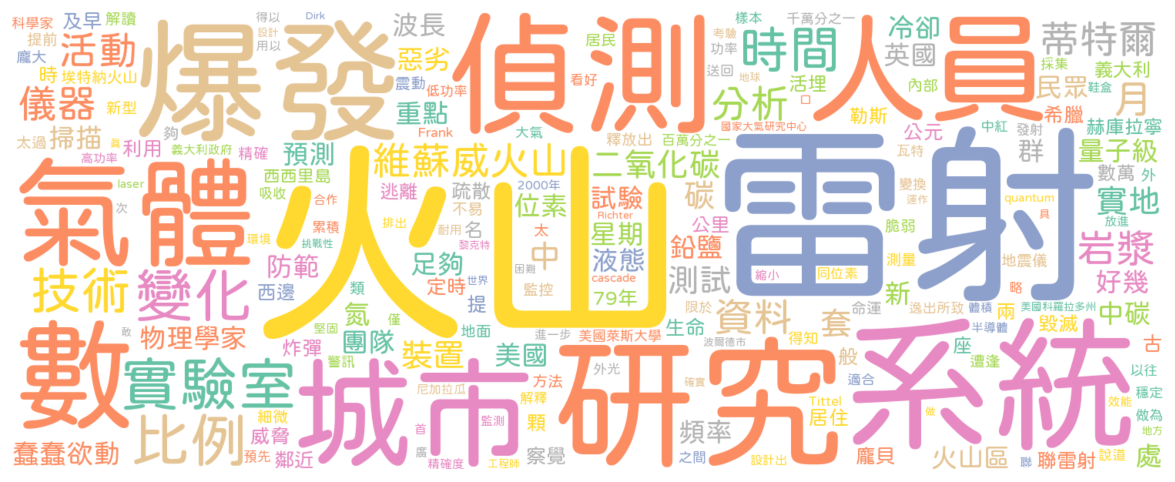 科學家 及早 解讀 得以 Dirk 波長 爆發 偵測 人員 千萬分之一 樣本 冷卻 蒂特爾
提前 活動 設計 用以 居民 考驗 功率 時間 英國 採集
龐大 惡劣 看好 送回 地球 活埋 內部 民眾 鞋盒 義大利
時 埃特納火山 震動 低功率 分析 月
儀器 新型 重點 口 勒斯 希臘
太過 掃描 夠 利用 義大利政府 精確 Frank 大氣 釋放出 百萬分之一 國家大氣研究中心 公元 中紅 發射 赫庫拉寧
高功率 預測 維蘇威火山 二氧化碳 雷射 瓦特 群 量子級
氣體 laser 西西里島 吸收 逃離 疏散 2000年 試驗 碳 變換 運作 數萬 外
次 累積 合作 不易 位素 Richter 公里 quantum 具 實地
環境 挑戰性 排出 耐用 名 黎克特 太 星期 鉛鹽 脆弱 放進
火山 困難 中 cascade 液態 測試 測量 地震儀 岩漿
技術 變化 防範 足夠 世界 監控 縮小 同位素 略 好幾
西邊 類 定時 提 79年 限於 命運 新 逸出所致 體積 美國科羅拉多州
數 物理學家 堅固 氮 僅 地面 進一步 美國萊斯大學 生命 資料 套 半導體 兩 毀滅 中碳
敢 炸彈 警訊 團隊 裝置 美國 波爾德市 得知 般 座 遭逢 古
實驗室 城市 尼加拉瓜 方法 外光 研究 確實 適合 系統 以往
比例 細微 解釋 顆 Tittel 居住 做 效能 穩定 做為
威脅 首 監測 頻率 地方
蠢蠢欲動 預先 鄰近 廣 精確度 工程師 察覺 之間 設計出 龐貝 火山區 聯 聯雷射 說道 處